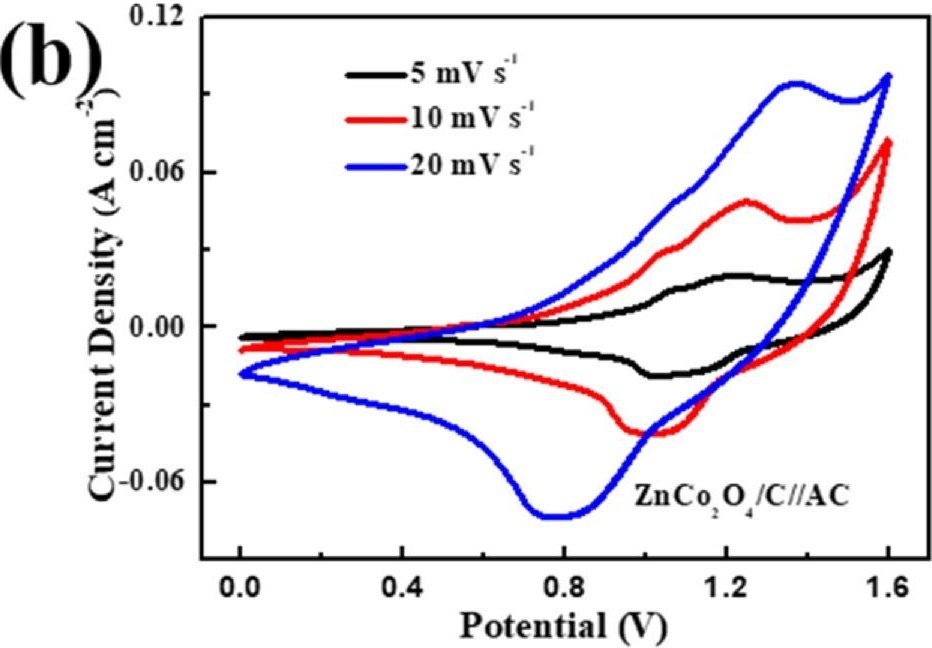 (b)
0.12
0.06
0.00
-0.06
Current Density (A cm⁻²)
5 mV s⁻¹
10 mV s⁻¹
20 mV s⁻¹
ZnCo₂O₄/C//AC
0.0 0.4 0.8 1.2 1.6
Potential (V)